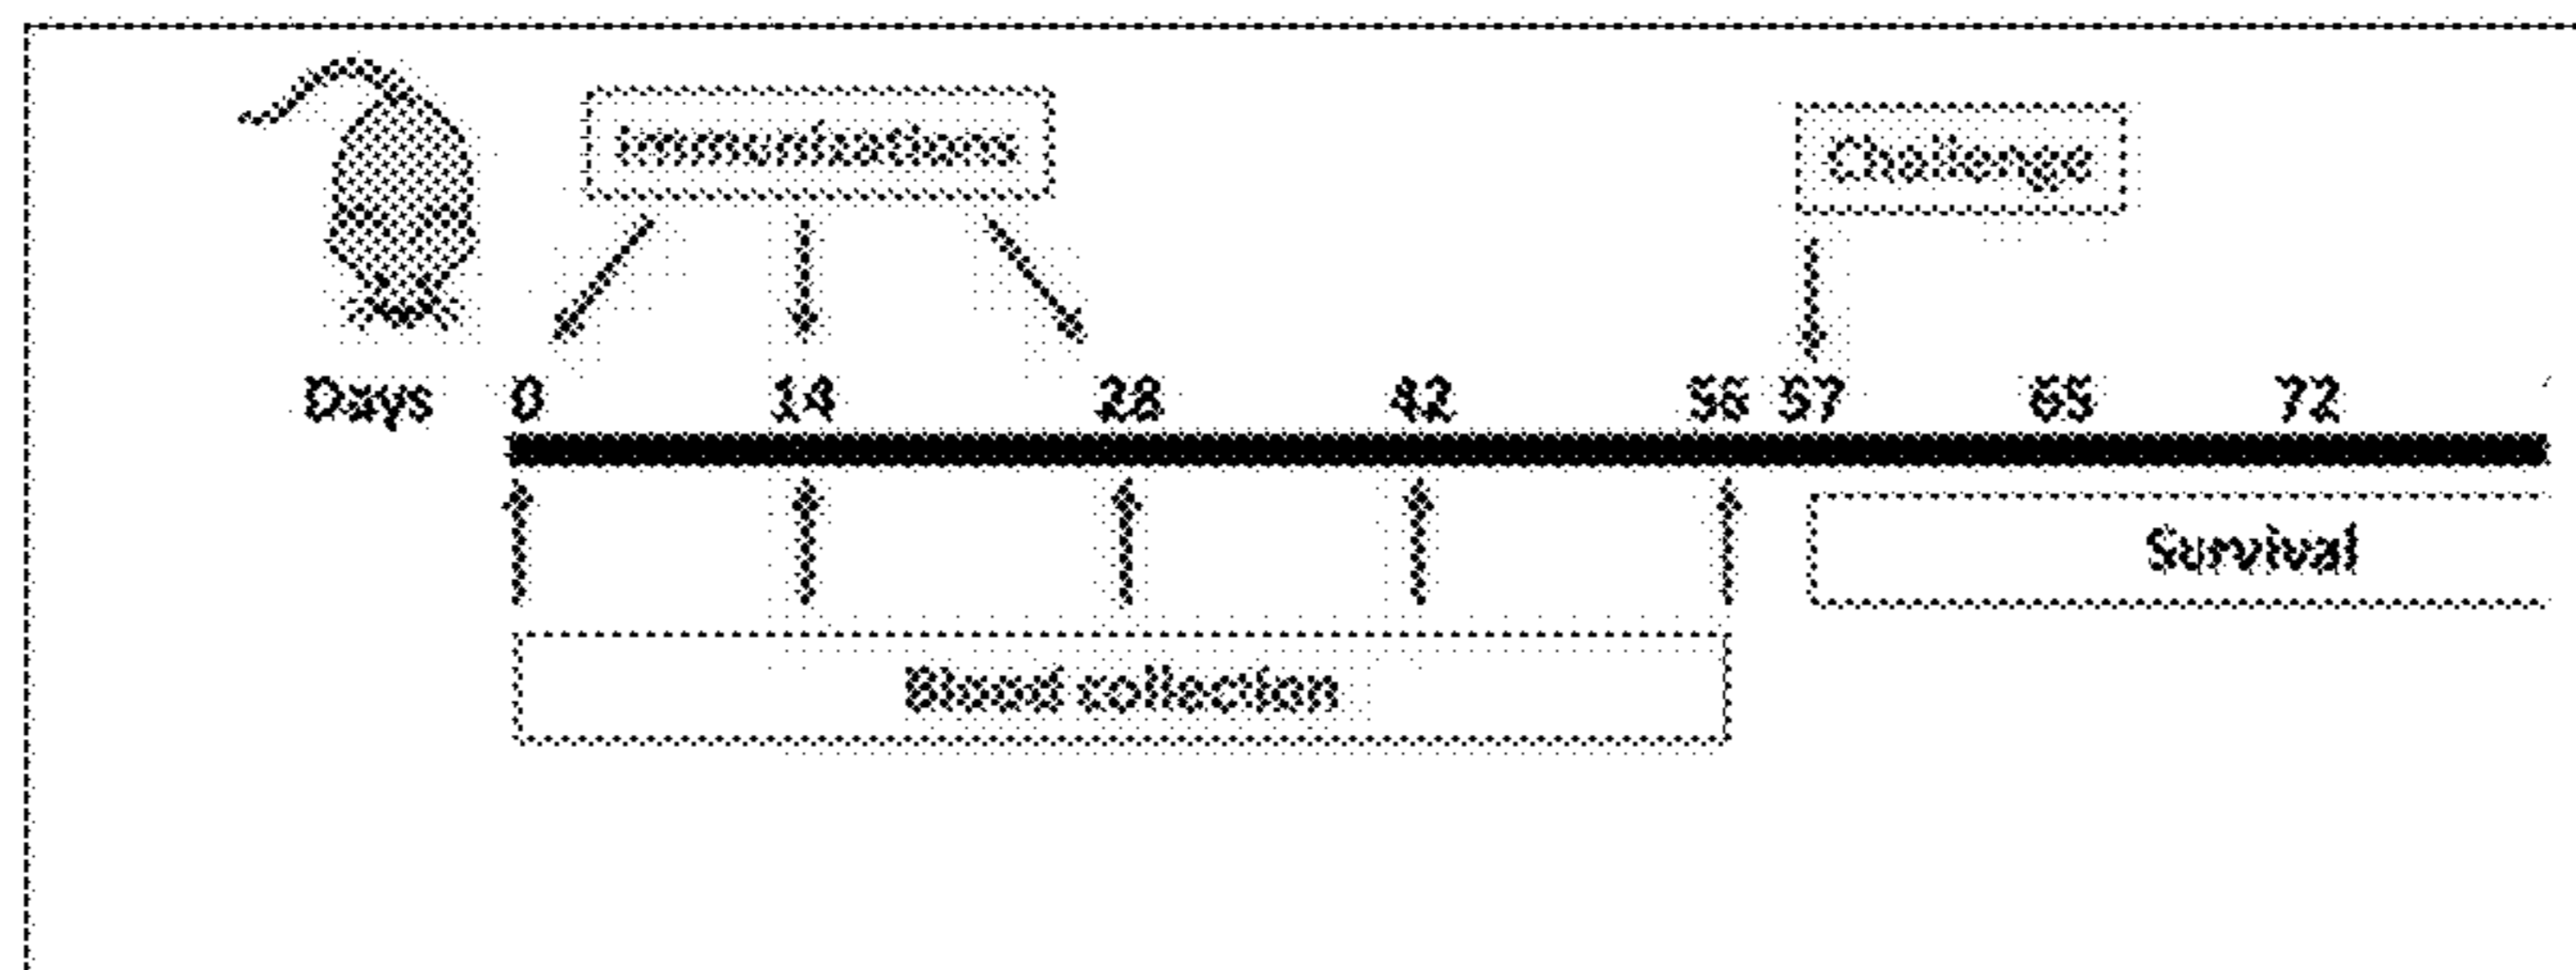 Immunizations
Challenge
Days 0 14 28 42 56 57 65 72
Survival
Blood collection